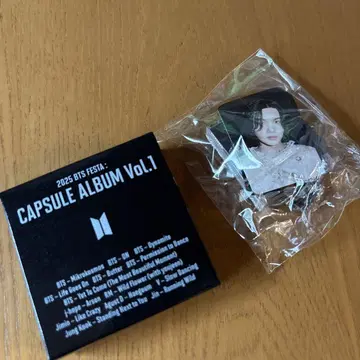 2025 BTS FESTA :
CAPSULE ALBUM Vol.1
BTS - Mikrokosmos BTS - ON BTS - Dynamite
BTS - Life Goes On BTS - Butter BTS - Permission to Dance
BTS - Yet To Come (The Most Beautiful Moment)
j-hope - Arson RM - Wild Flower (with youjeen)
Jimin - Like Crazy Agust D - Haegeum V - Slow Dancing
Jung Kook - Standing Next to You Jin - Running Wild